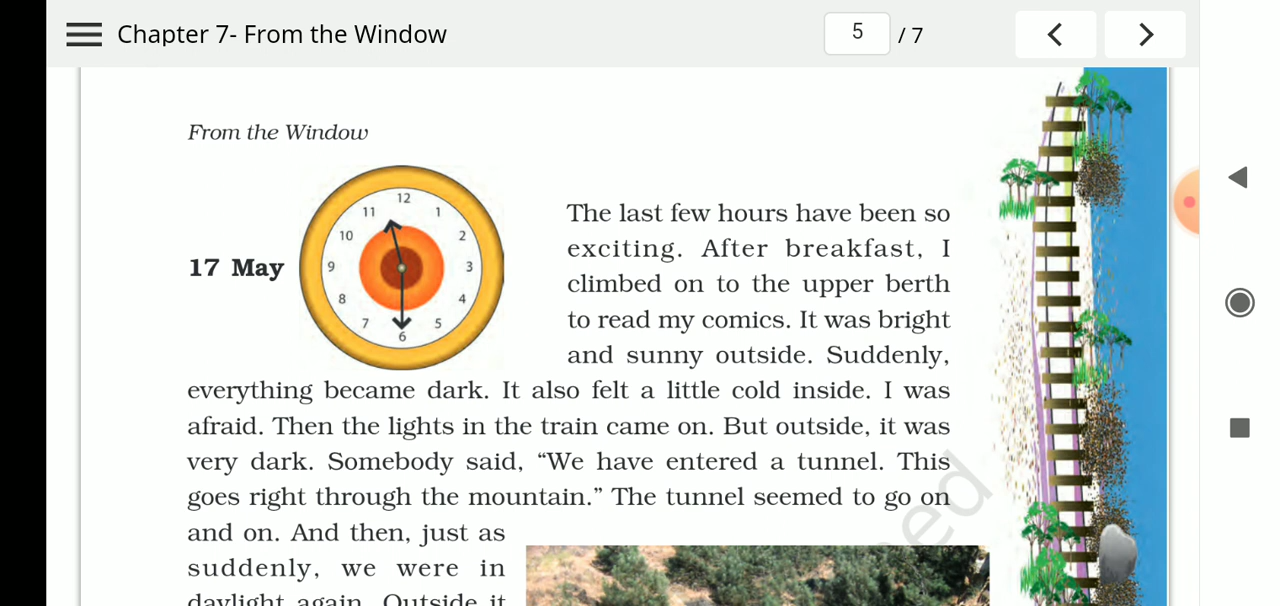 Chapter 7- From the Window
5 / 7
From the Window
12
11 1
10 2
17 May
9 3
8 4
7 5
6
The last few hours have been so
exciting. After breakfast, I
climbed on to the upper berth
to read my comics. It was bright
and sunny outside. Suddenly,
everything became dark. It also felt a little cold inside. I was
afraid. Then the lights in the train came on. But outside, it was
very dark. Somebody said, “We have entered a tunnel. This
goes right through the mountain.” The tunnel seemed to go on
and on. And then, just as
suddenly, we were in
daylight again. Outside it
ed